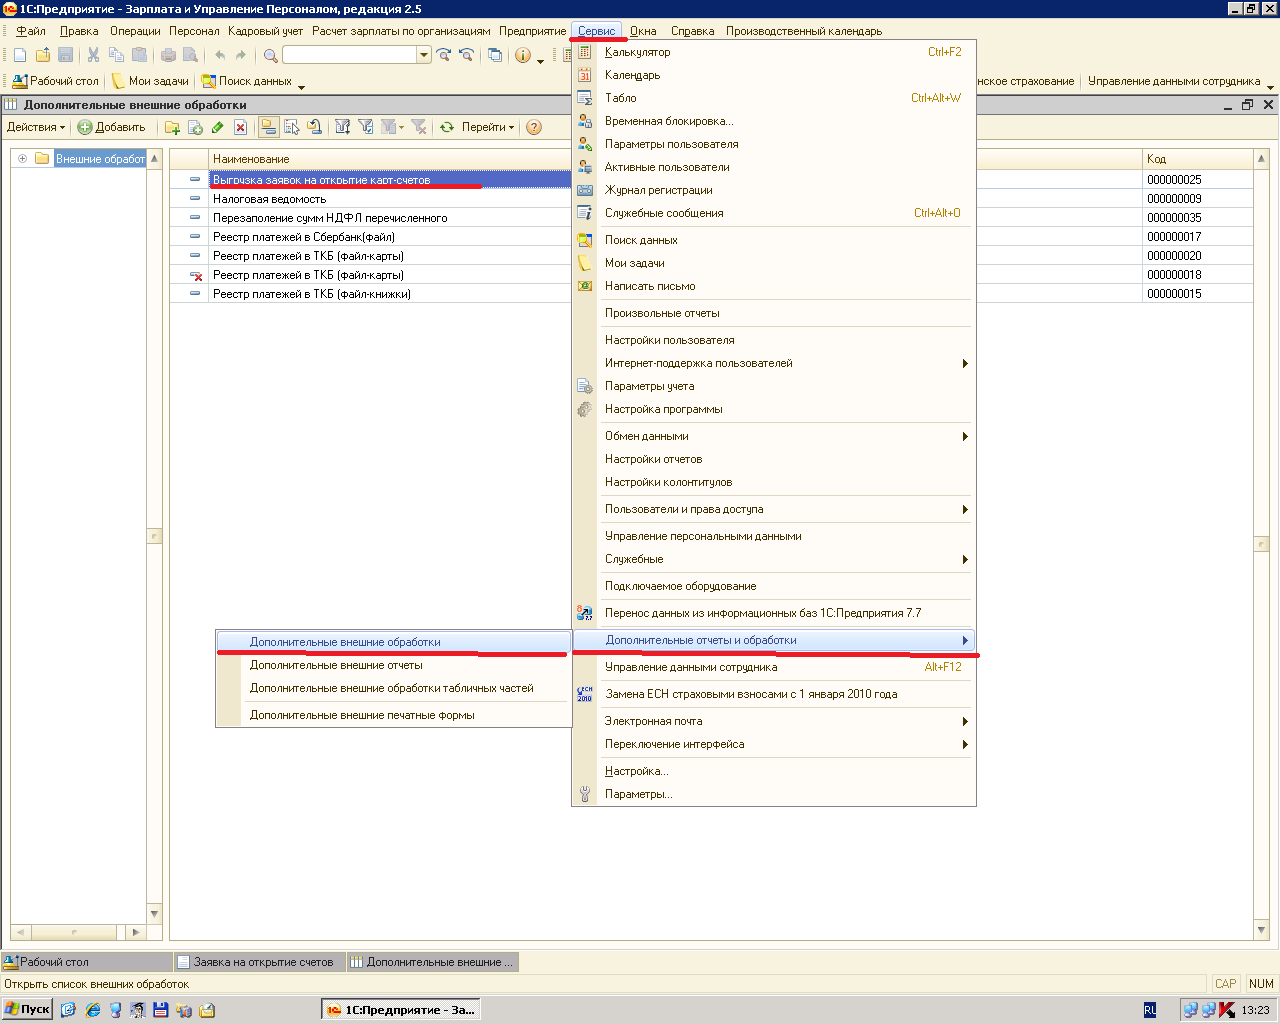 1С:Предприятие - Зарплата и Управление Персоналом, редакция 2.5
Файл Правка Операции Персонал Кадровый учет Расчет зарплаты по организациям Предприятие Сервис Окна Справка Производственный календарь
Рабочий стол Мои задачи Поиск данных нское страхование Управление данными сотрудника
Дополнительные внешние обработки
Действия Добавить Перейти
Внешние обработ
Наименование Код
Выгрузка заявок на открытие карт-счетов 000000025
Налоговая ведомость 000000009
Перезаполение сумм НДФЛ перечисленного 000000035
Реестр платежей в Сбербанк(файл) 000000017
Реестр платежей в ТКБ (файл-карты) 000000020
Реестр платежей в ТКБ (файл-карты) 000000018
Реестр платежей в ТКБ (файл-книжки) 000000015
Калькулятор Ctrl+F2
Календарь
Табло Ctrl+Alt+W
Временная блокировка...
Параметры пользователя
Активные пользователи
Журнал регистрации
Служебные сообщения Ctrl+Alt+O
Поиск данных
Мои задачи
Написать письмо
Произвольные отчеты
Настройки пользователя
Интернет-поддержка пользователей
Параметры учета
Настройка программы
Обмен данными
Настройки отчетов
Настройки колонтитулов
Пользователи и права доступа
Управление персональными данными
Служебные
Подключаемое оборудование
Перенос данных из информационных баз 1С:Предприятия 7.7
Дополнительные отчеты и обработки
Управление данными сотрудника Alt+F12
Замена ЕСН страховыми взносами с 1 января 2010 года
Электронная почта
Переключение интерфейса
Настройка...
Параметры...
Дополнительные внешние обработки
Дополнительные внешние отчеты
Дополнительные внешние обработки табличных частей
Дополнительные внешние печатные формы
Рабочий стол Заявка на открытие счетов Дополнительные внешние ...
Открыть список внешних обработок CAP NUM
Пуск 1С:Предприятие - За... RU 13:23